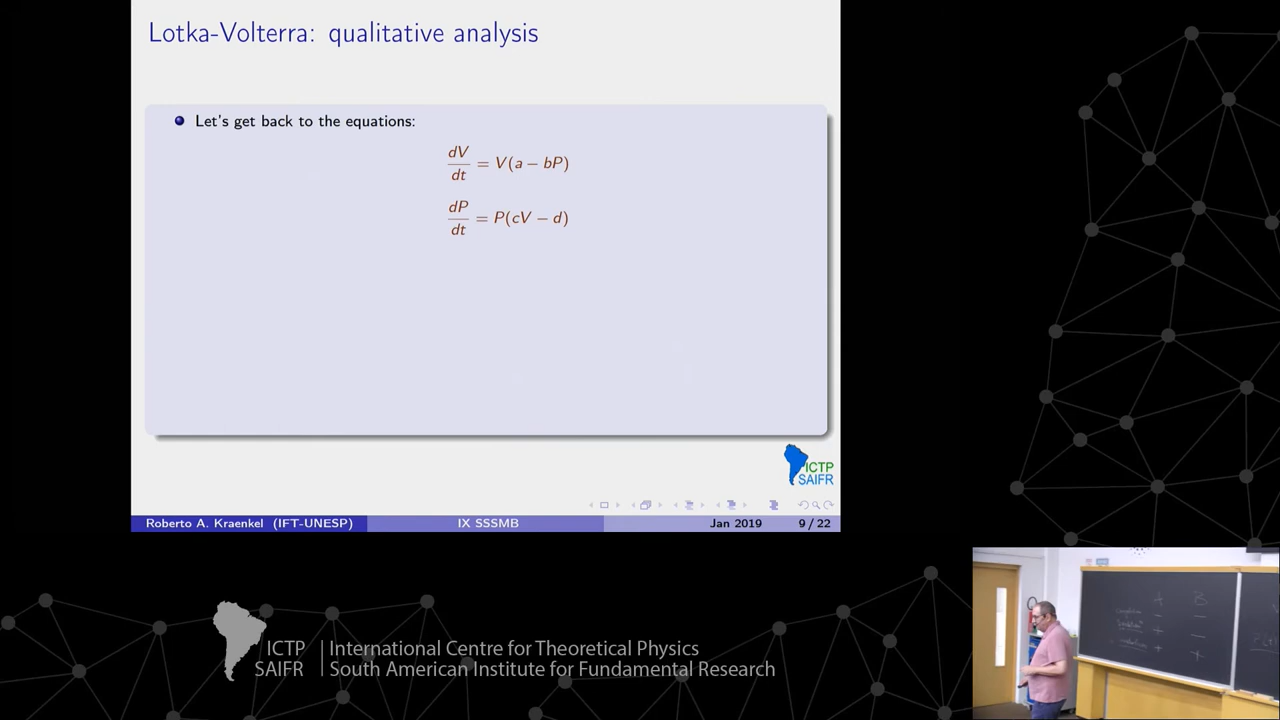 Lotka-Volterra: qualitative analysis
Let's get back to the equations:
dV/dt = V(a − bP)
dP/dt = P(cV − d)
ICTP
SAIFR
Roberto A. Kraenkel (IFT-UNESP) IX SSSMB Jan 2019 9 / 22
ICTP International Centre for Theoretical Physics
SAIFR South American Institute for Fundamental Research
A B